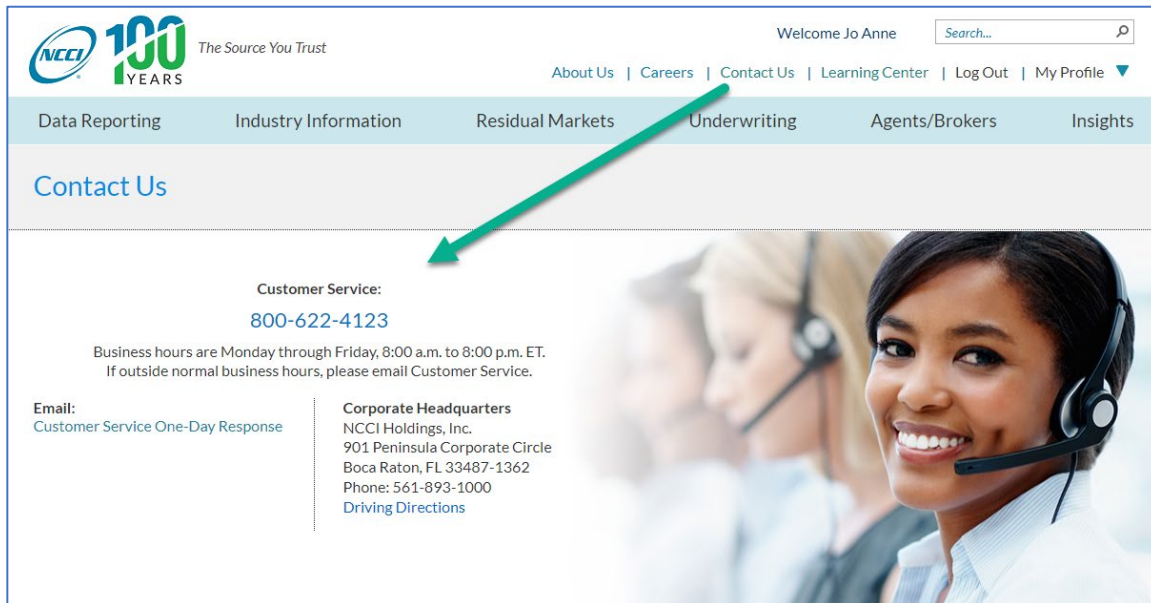 NCCI 100 YEARS
The Source You Trust
Welcome Jo Anne
Search...
About Us | Careers | Contact Us | Learning Center | Log Out | My Profile
Data Reporting Industry Information Residual Markets Underwriting Agents/Brokers Insights
Contact Us
Customer Service:
800-622-4123
Business hours are Monday through Friday, 8:00 a.m. to 8:00 p.m. ET.
If outside normal business hours, please email Customer Service.
Email:
Customer Service One-Day Response
Corporate Headquarters
NCCI Holdings, Inc.
901 Peninsula Corporate Circle
Boca Raton, FL 33487-1362
Phone: 561-893-1000
Driving Directions